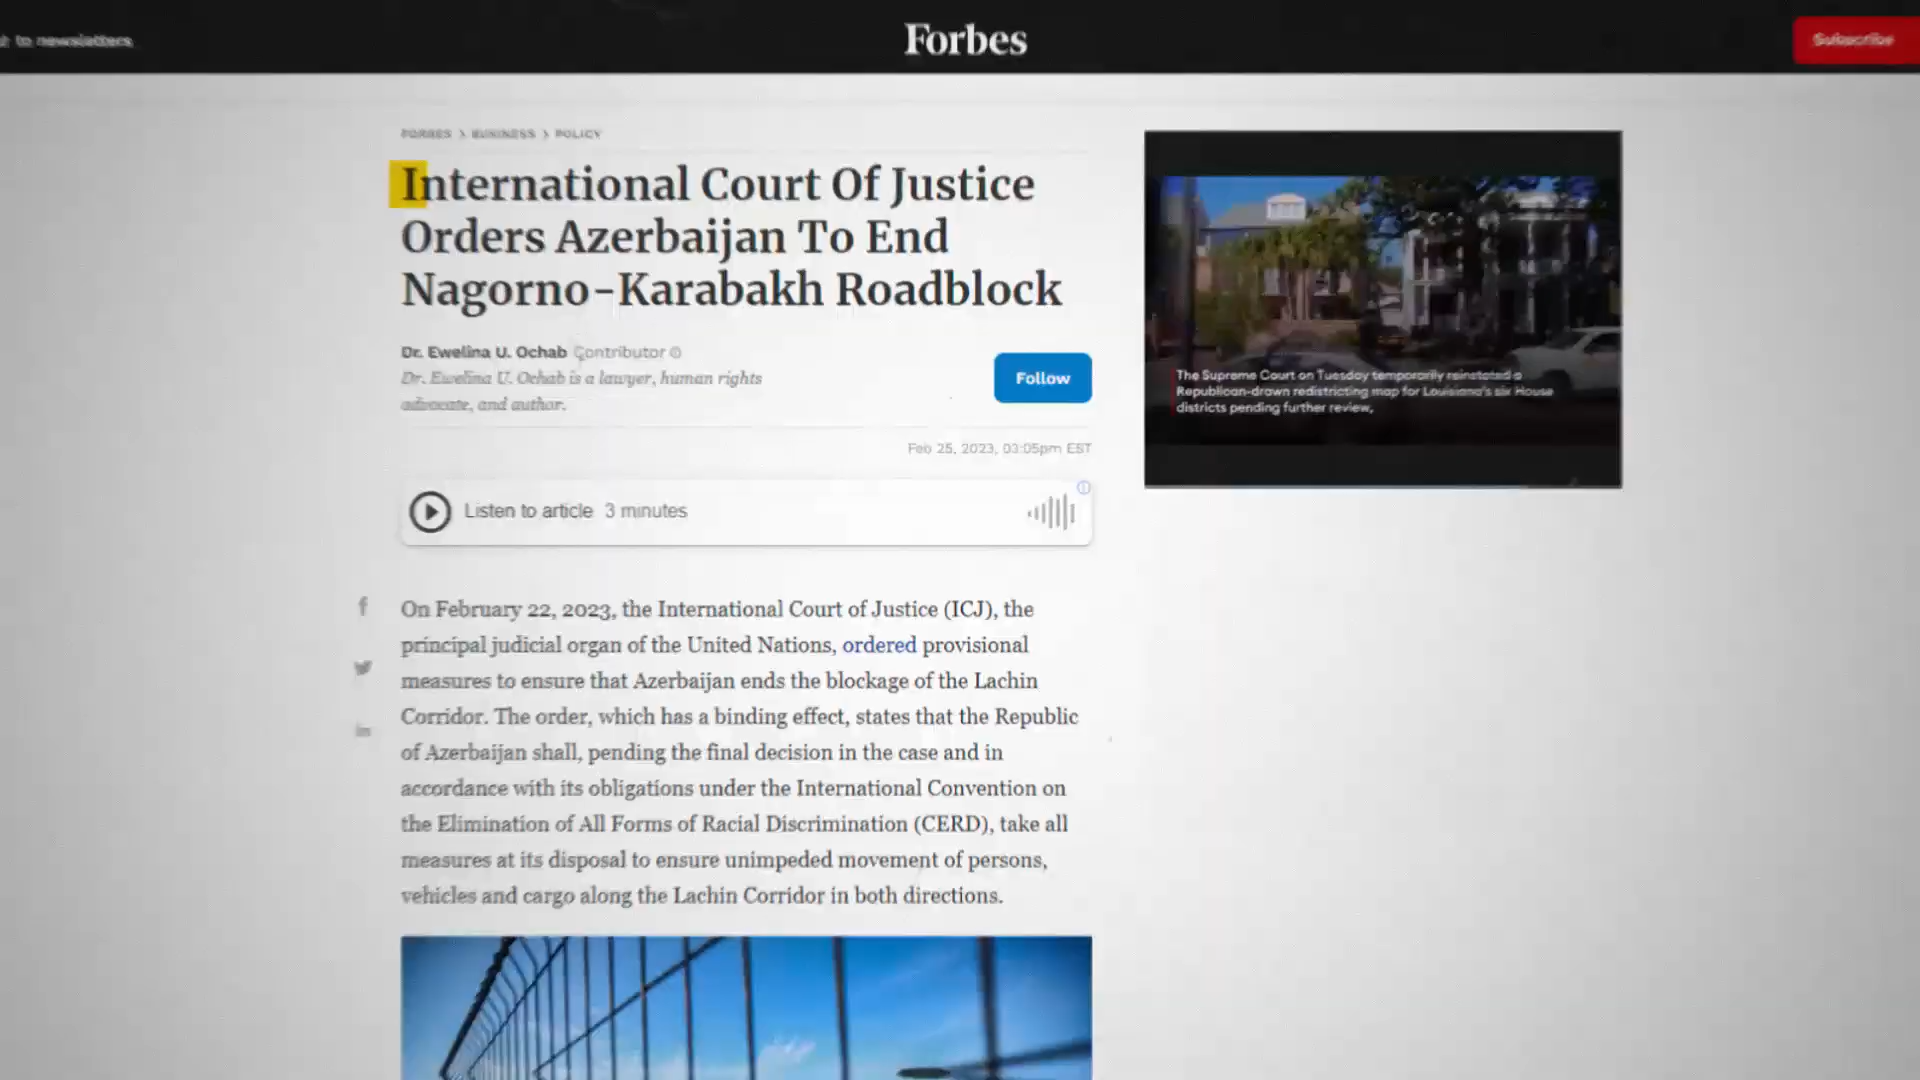 to newsletters
Forbes
Subscribe
FORBES > BUSINESS > POLICY
International Court Of Justice
Orders Azerbaijan To End
Nagorno-Karabakh Roadblock
Dr. Ewelina U. Ochab Contributor
Dr. Ewelina U. Ochab is a lawyer, human rights
advocate, and author.
Follow
Feb 25, 2023, 03:05pm EST
Listen to article 3 minutes
The Supreme Court on Tuesday temporarily reinstated a
Republican-drawn redistricting map for Louisiana's six House
districts pending further review,
On February 22, 2023, the International Court of Justice (ICJ), the
principal judicial organ of the United Nations, ordered provisional
measures to ensure that Azerbaijan ends the blockage of the Lachin
Corridor. The order, which has a binding effect, states that the Republic
of Azerbaijan shall, pending the final decision in the case and in
accordance with its obligations under the International Convention on
the Elimination of All Forms of Racial Discrimination (CERD), take all
measures at its disposal to ensure unimpeded movement of persons,
vehicles and cargo along the Lachin Corridor in both directions.